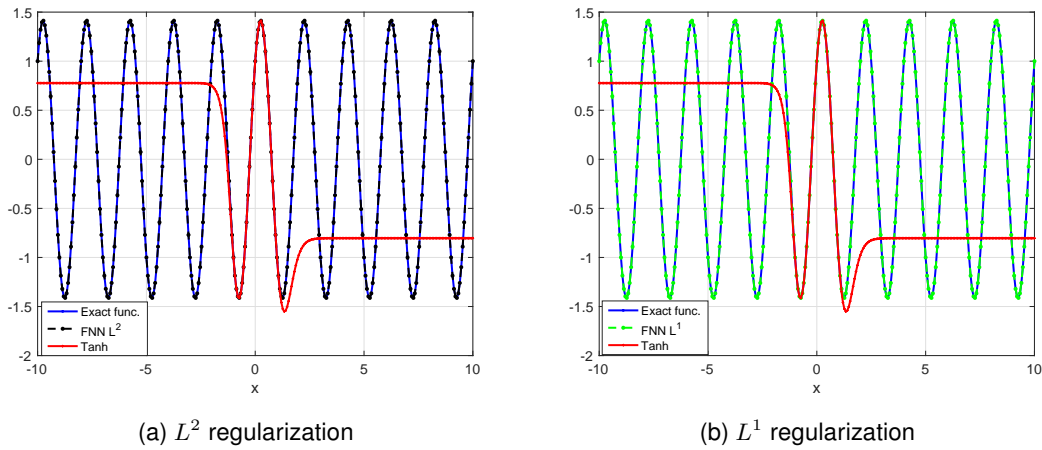 1.5
1
0.5
0
-0.5
-1
-1.5
-2
-10
-5
0
5
10
x
Exact func.
FNN L²
Tanh
(a) L² regularization
1.5
1
0.5
0
-0.5
-1
-1.5
-2
-10
-5
0
5
10
x
Exact func.
FNN L¹
Tanh
(b) L¹ regularization